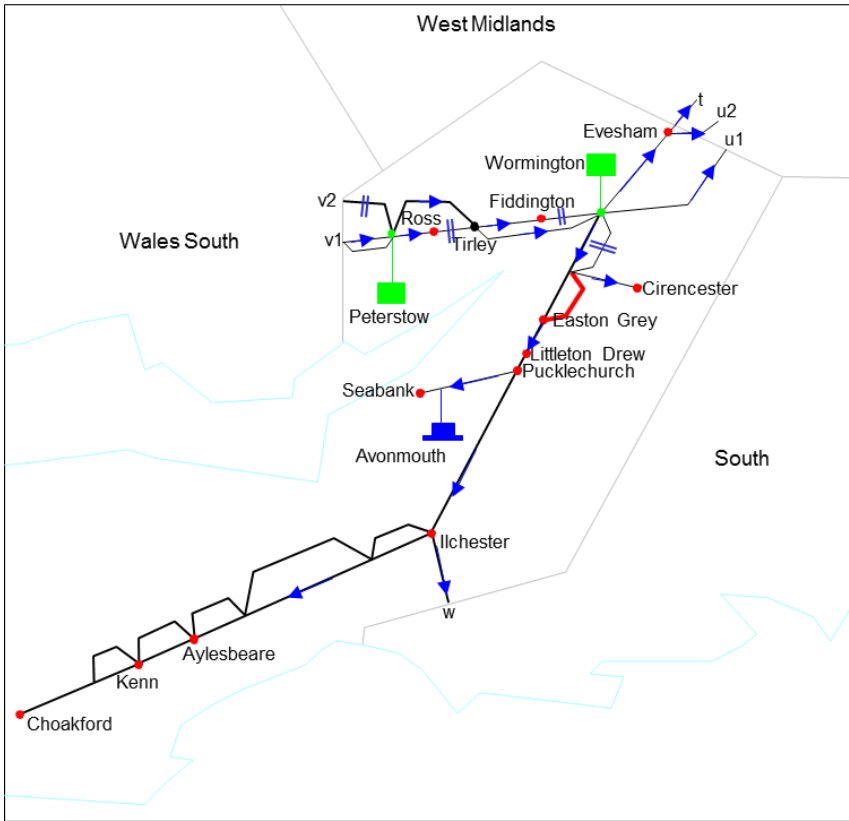 West Midlands
t
u2
Evesham
u1
Wormington
v2
Fiddington
Ross
Wales South
v1
Tirley
Cirencester
Peterstow
Easton Grey
Littleton Drew
Pucklechurch
Seabank
Avonmouth
South
Ilchester
w
Aylesbeare
Kenn
Choakford